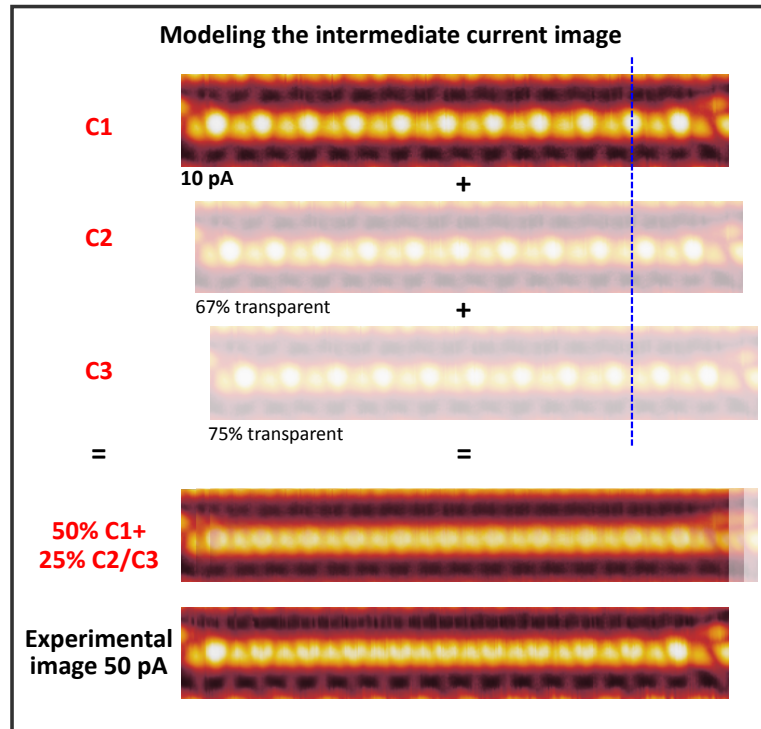 Modeling the intermediate current image
C1
10 pA
+
C2
67% transparent
+
C3
75% transparent
=
=
50% C1+
25% C2/C3
Experimental
image 50 pA